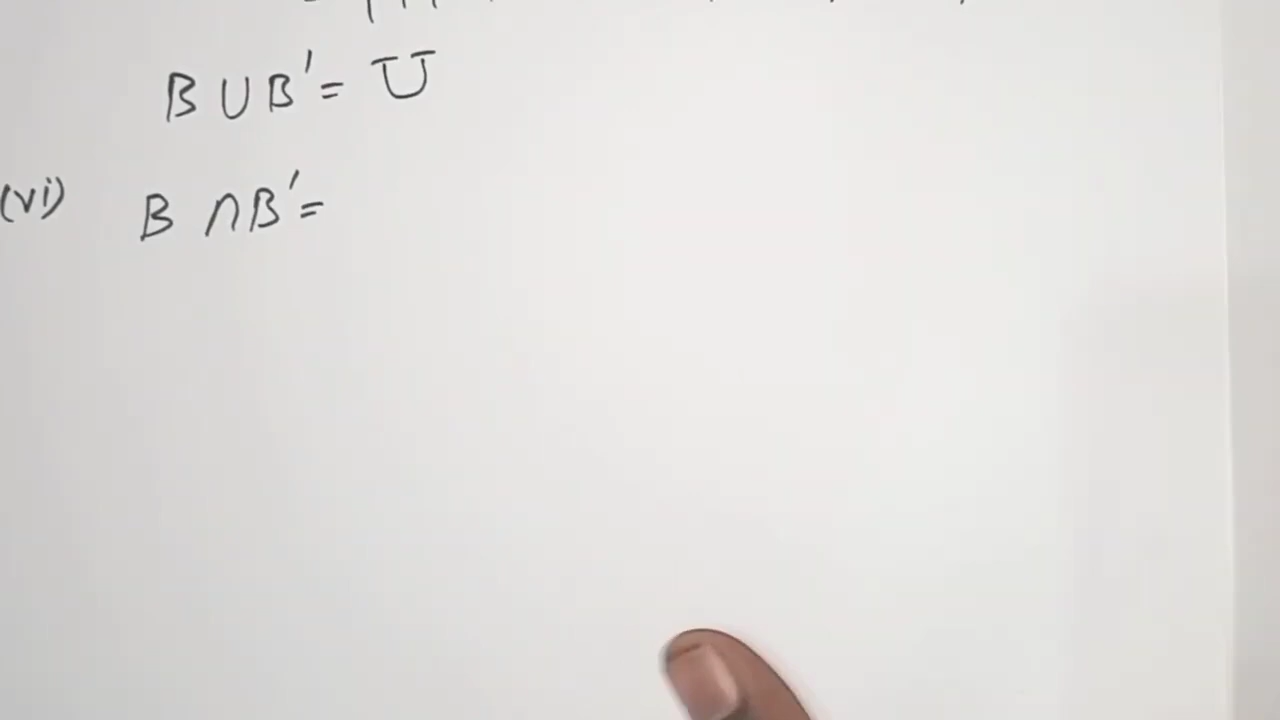 B ∪ B' = U
(vi) B ∩ B' =